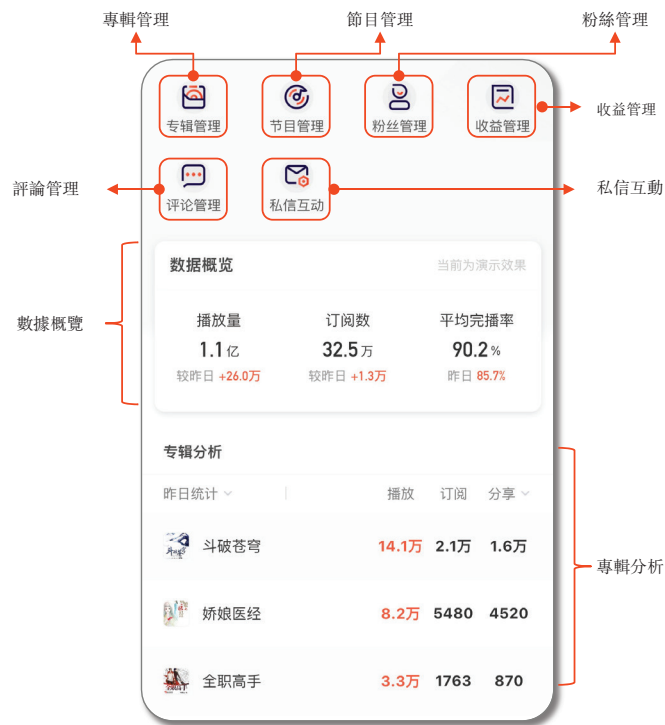 專輯管理 節目管理 粉絲管理
专辑管理 节目管理 粉丝管理 收益管理
收益管理
评论管理 私信互动
評論管理
私信互動
数据概览 当前为演示效果
播放量 订阅数 平均完播率
1.1亿 32.5万 90.2%
较昨日 +26.0万 较昨日 +1.3万 昨日 85.7%
數據概覽
专辑分析
昨日统计 播放 订阅 分享
斗破苍穹 14.1万 2.1万 1.6万
專輯分析
娇娘医经 8.2万 5480 4520
全职高手 3.3万 1763 870